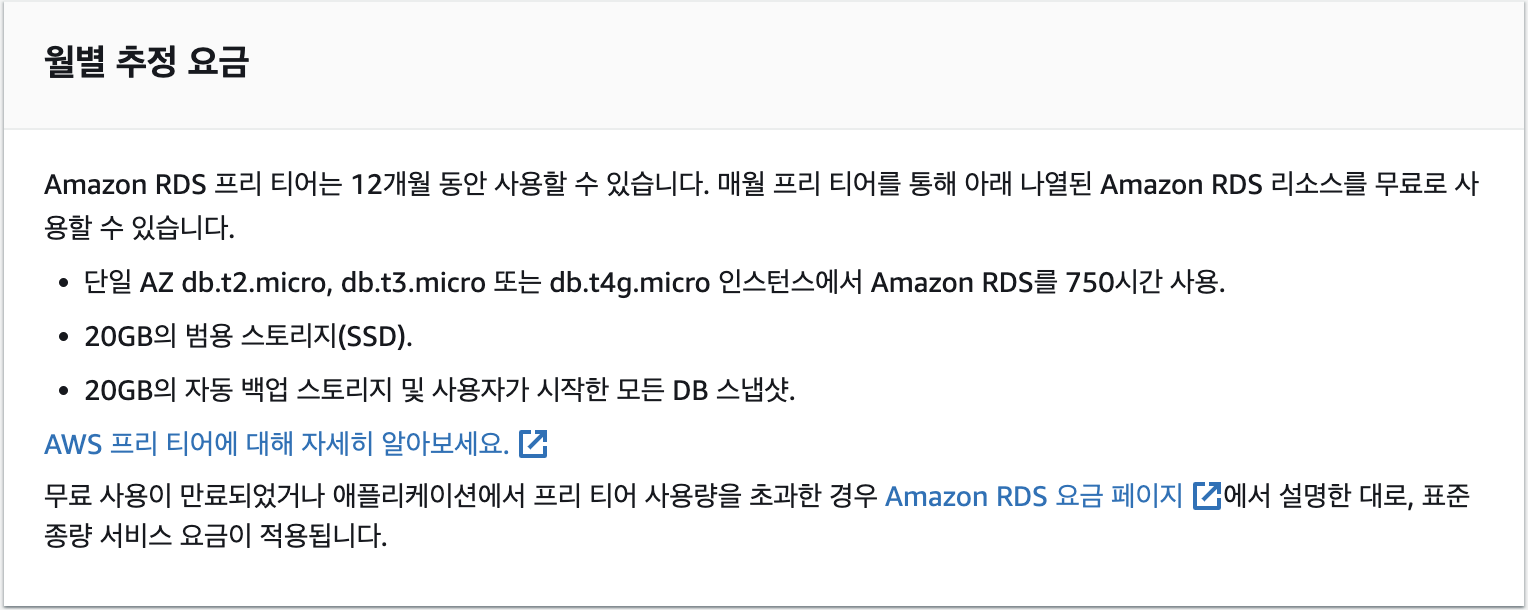 월별 추정 요금
Amazon RDS 프리 티어는 12개월 동안 사용할 수 있습니다. 매월 프리 티어를 통해 아래 나열된 Amazon RDS 리소스를 무료로 사
용할 수 있습니다.
• 단일 AZ db.t2.micro, db.t3.micro 또는 db.t4g.micro 인스턴스에서 Amazon RDS를 750시간 사용.
• 20GB의 범용 스토리지(SSD).
• 20GB의 자동 백업 스토리지 및 사용자가 시작한 모든 DB 스냅샷.
AWS 프리 티어에 대해 자세히 알아보세요.
무료 사용이 만료되었거나 애플리케이션에서 프리 티어 사용량을 초과한 경우 Amazon RDS 요금 페이지에서 설명한 대로, 표준
종량 서비스 요금이 적용됩니다.